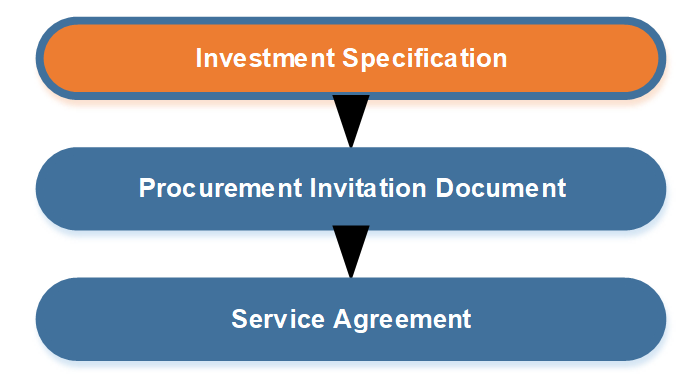 Investment Specification
Procurement Invitation Document
Service Agreement